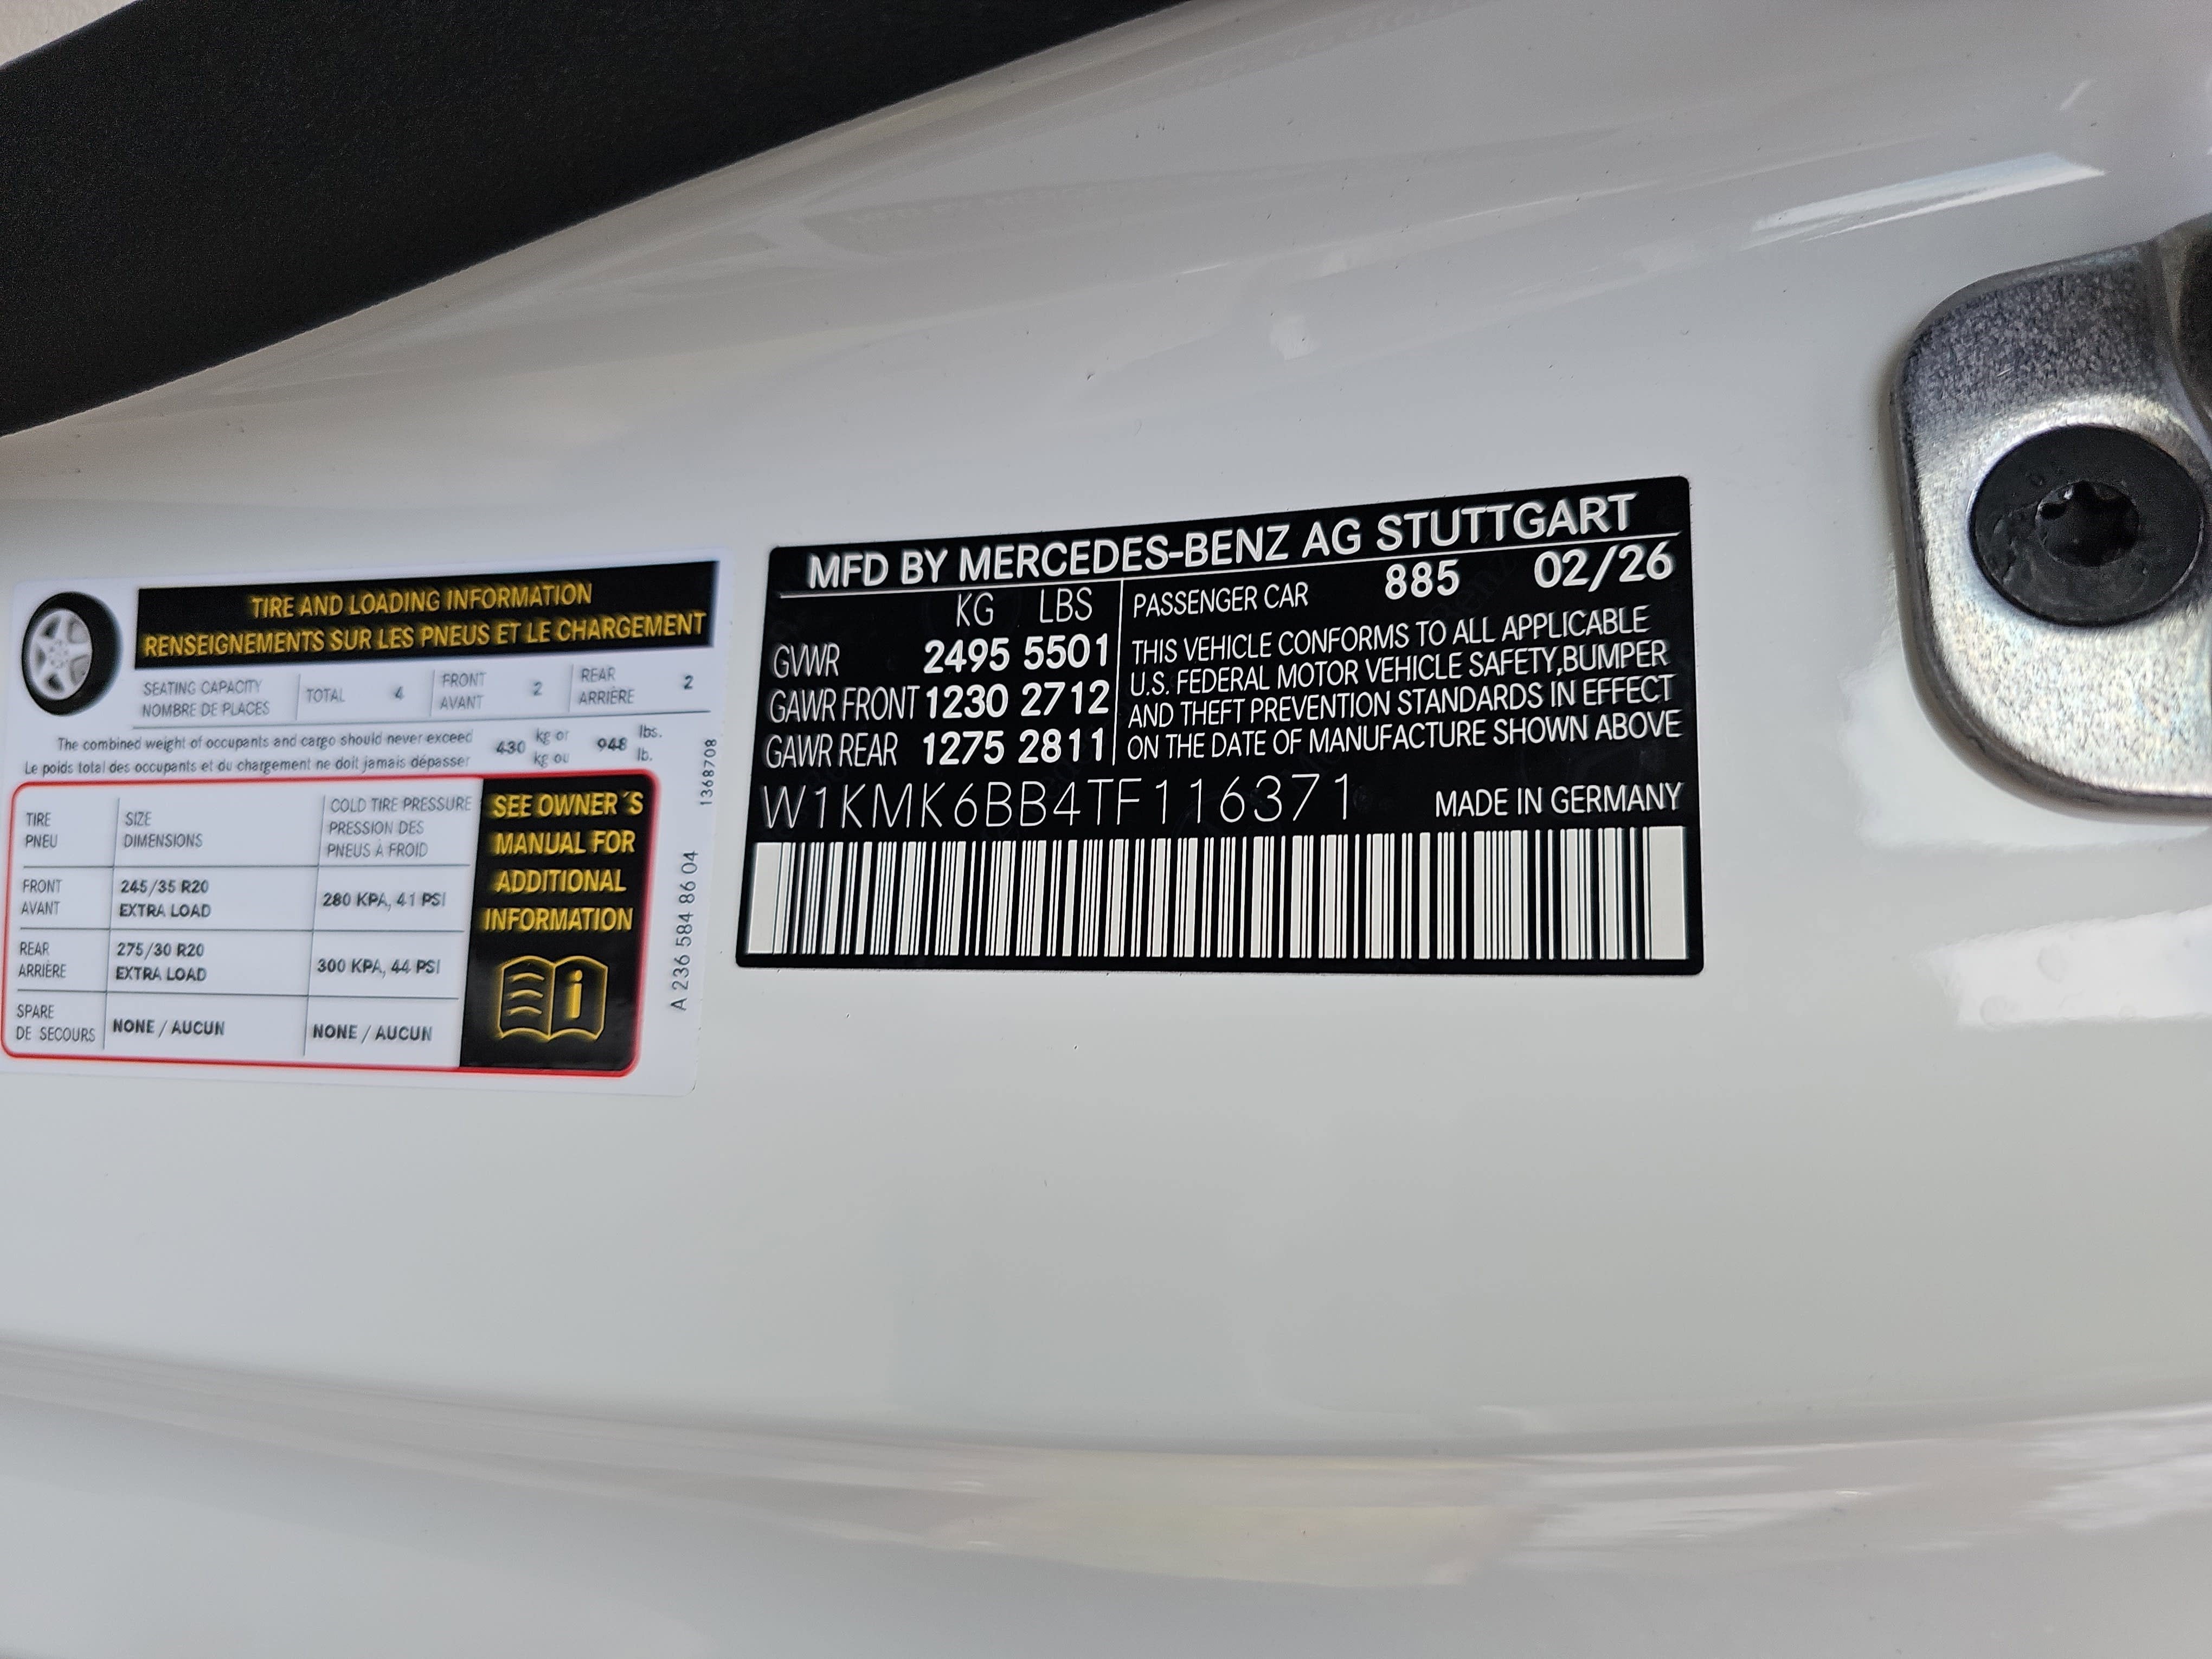 TIRE AND LOADING INFORMATION
RENSEIGNEMENTS SUR LES PNEUS ET LE CHARGEMENT
SEATING CAPACITY
NOMBRE DE PLACES
TOTAL 4
FRONT
AVANT
2
REAR
ARRIÈRE
2
The combined weight of occupants and cargo should never exceed
Le poids total des occupants et du chargement ne doit jamais dépasser
430
kg or
kg ou
948
lbs.
lb.
TIRE
PNEU
SIZE
DIMENSIONS
COLD TIRE PRESSURE
PRESSION DES
PNEUS À FROID
FRONT
AVANT
245/35 R20
EXTRA LOAD
280 KPA, 41 PSI
REAR
ARRIÈRE
275/30 R20
EXTRA LOAD
300 KPA, 44 PSI
SPARE
DE SECOURS
NONE / AUCUN
NONE / AUCUN
SEE OWNER´S
MANUAL FOR
ADDITIONAL
INFORMATION
1368708
A 236 584 86 04
MFD BY MERCEDES-BENZ AG STUTTGART
KG LBS
GVWR 2495 5501
GAWR FRONT 1230 2712
GAWR REAR 1275 2811
PASSENGER CAR 885 02/26
THIS VEHICLE CONFORMS TO ALL APPLICABLE
U.S. FEDERAL MOTOR VEHICLE SAFETY,BUMPER
AND THEFT PREVENTION STANDARDS IN EFFECT
ON THE DATE OF MANUFACTURE SHOWN ABOVE
W1KMK6BB4TF116371
MADE IN GERMANY